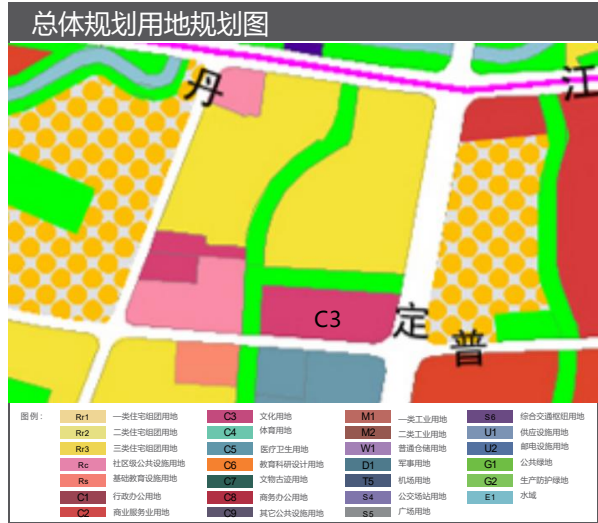 总体规划用地规划图
丹
江
C3
定
普
图例:
Rr1 一类住宅组团用地
Rr2 二类住宅组团用地
Rr3 三类住宅组团用地
Rc 社区级公共设施用地
Rs 基础教育设施用地
C1 行政办公用地
C2 商业服务业用地
C3 文化用地
C4 体育用地
C5 医疗卫生用地
C6 教育科研设计用地
C7 文物古迹用地
C8 商务办公用地
C9 其它公共设施用地
M1 一类工业用地
M2 二类工业用地
W1 普通仓储用地
D1 军事用地
T5 机场用地
S4 公交场站用地
S5 广场用地
S6 综合交通枢纽用地
U1 供应设施用地
U2 邮电设施用地
G1 公共绿地
G2 生产防护绿地
E1 水域